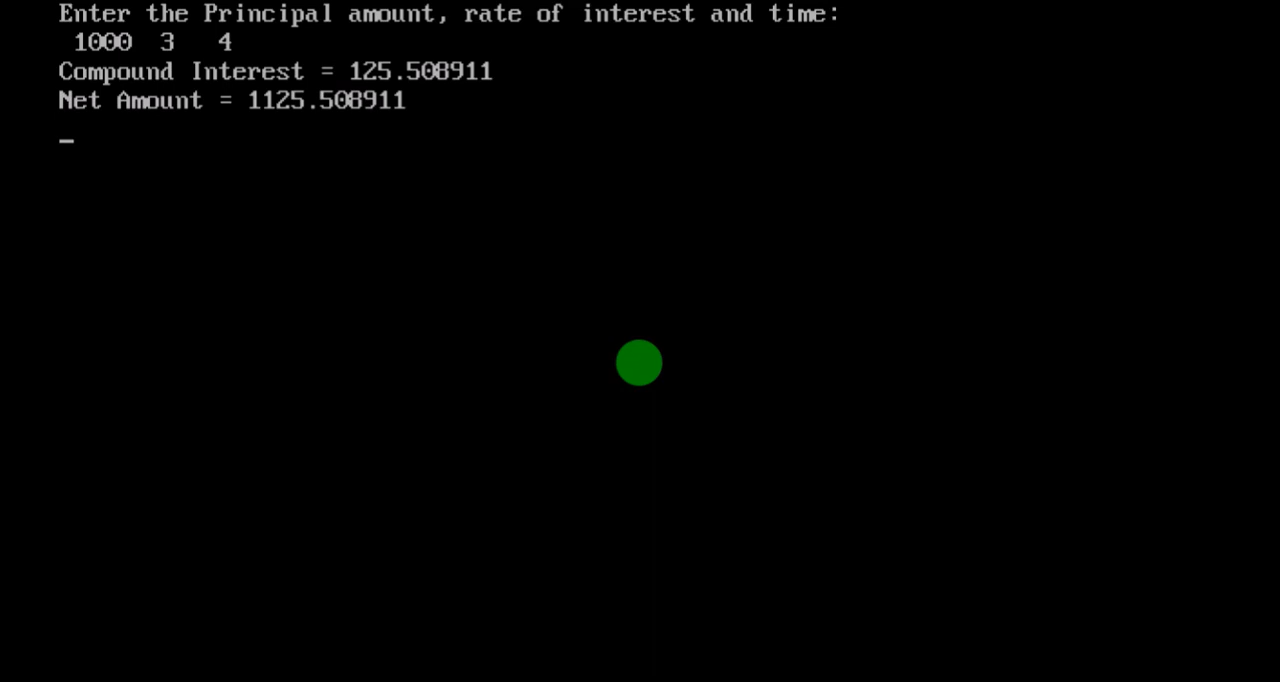 Enter the Principal amount, rate of interest and time:
1000 3 4
Compound Interest = 125.508911
Net Amount = 1125.508911
_